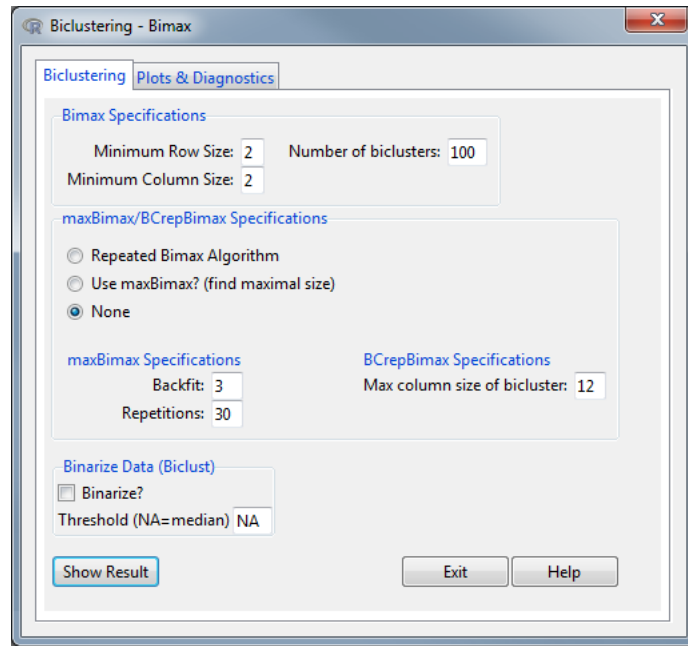 Biclustering - Bimax
Biclustering Plots & Diagnostics
Bimax Specifications
Minimum Row Size: 2 Number of biclusters: 100
Minimum Column Size: 2
maxBimax/BCrepBimax Specifications
Repeated Bimax Algorithm
Use maxBimax? (find maximal size)
None
maxBimax Specifications BCrepBimax Specifications
Backfit: 3 Max column size of bicluster: 12
Repetitions: 30
Binarize Data (Biclust)
Binarize?
Threshold (NA=median) NA
Show Result Exit Help